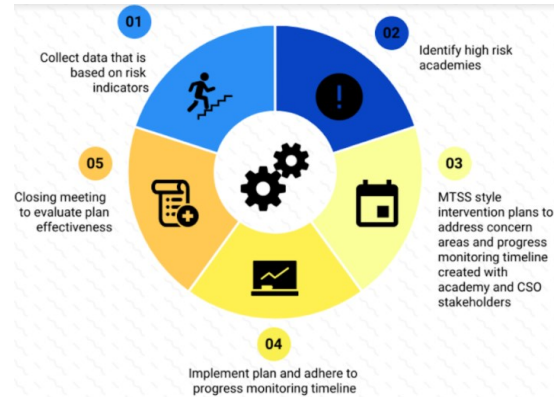 01
Collect data that is
based on risk
indicators
02
Identify high risk
academies
03
MTSS style
intervention plans to
address concern
areas and progress
monitoring timeline
created with
academy and CSO
stakeholders
04
Implement plan and adhere to
progress monitoring timeline
05
Closing meeting
to evaluate plan
effectiveness